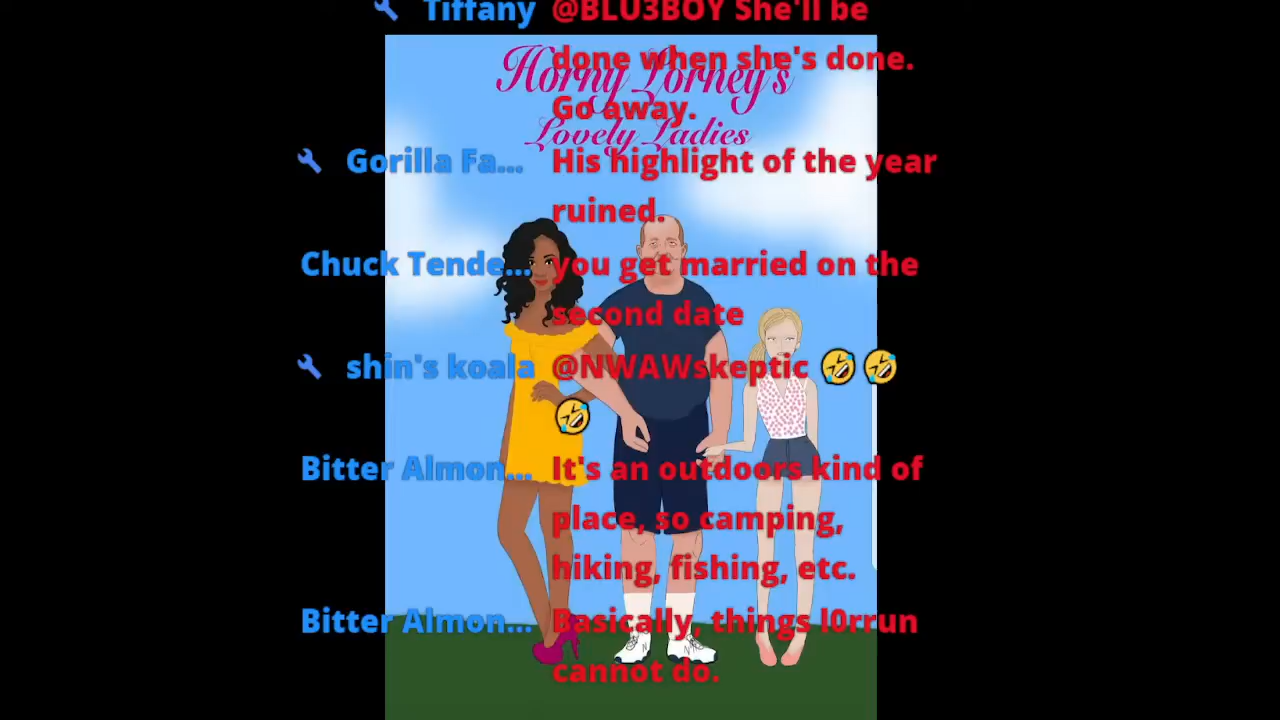 Tiffany @BLU3BOY She'll be
done when she's done.
Go away.
Horny Lorney's
Lovely Ladies
Gorilla Fa... His highlight of the year
ruined.
Chuck Tende... you get married on the
second date
shin's koala @NWAWskeptic 🤣🤣
🤣
Bitter Almon... It's an outdoors kind of
place, so camping,
hiking, fishing, etc.
Bitter Almon... Basically, things l0rrun
cannot do.